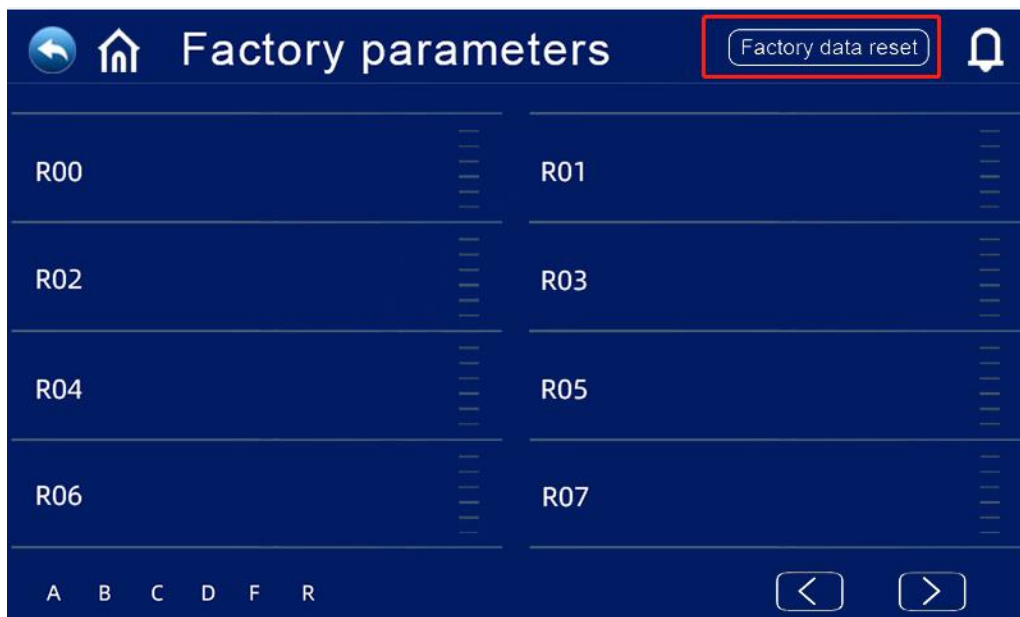 Factory parameters Factory data reset
R00 R01
R02 R03
R04 R05
R06 R07
A B C D F R